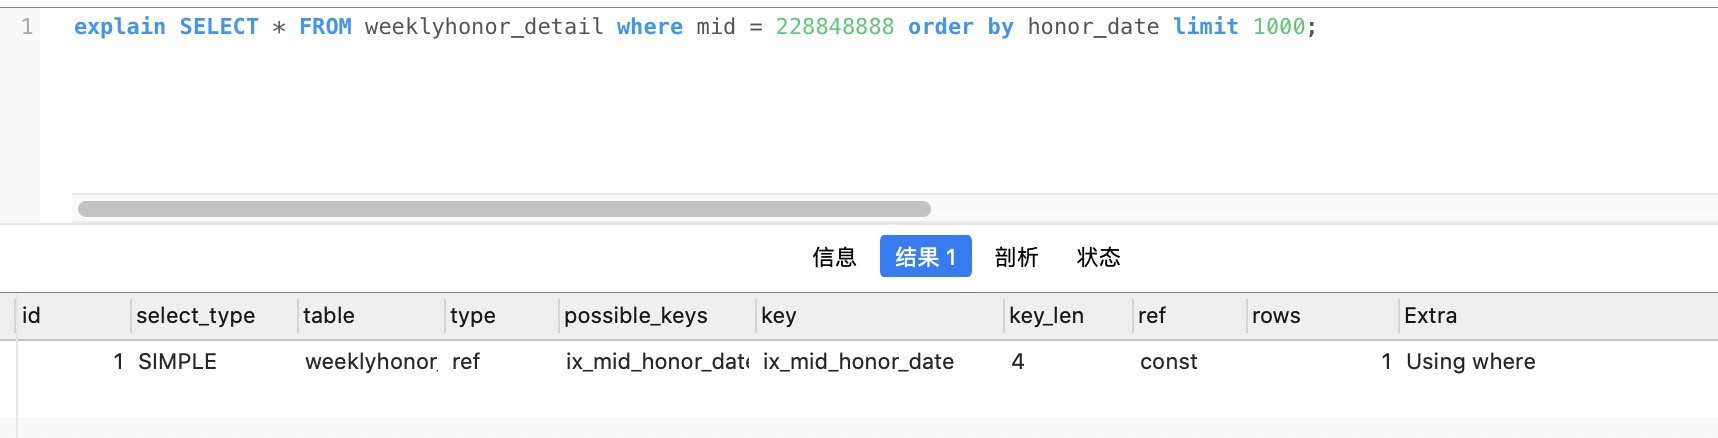 1 explain SELECT * FROM weeklyhonor_detail where mid = 228848888 order by honor_date limit 1000;
信息 结果 1 剖析 状态
id select_type table type possible_keys key key_len ref rows Extra
1 SIMPLE weeklyhonor_ ref ix_mid_honor_date ix_mid_honor_date 4 const 1 Using where